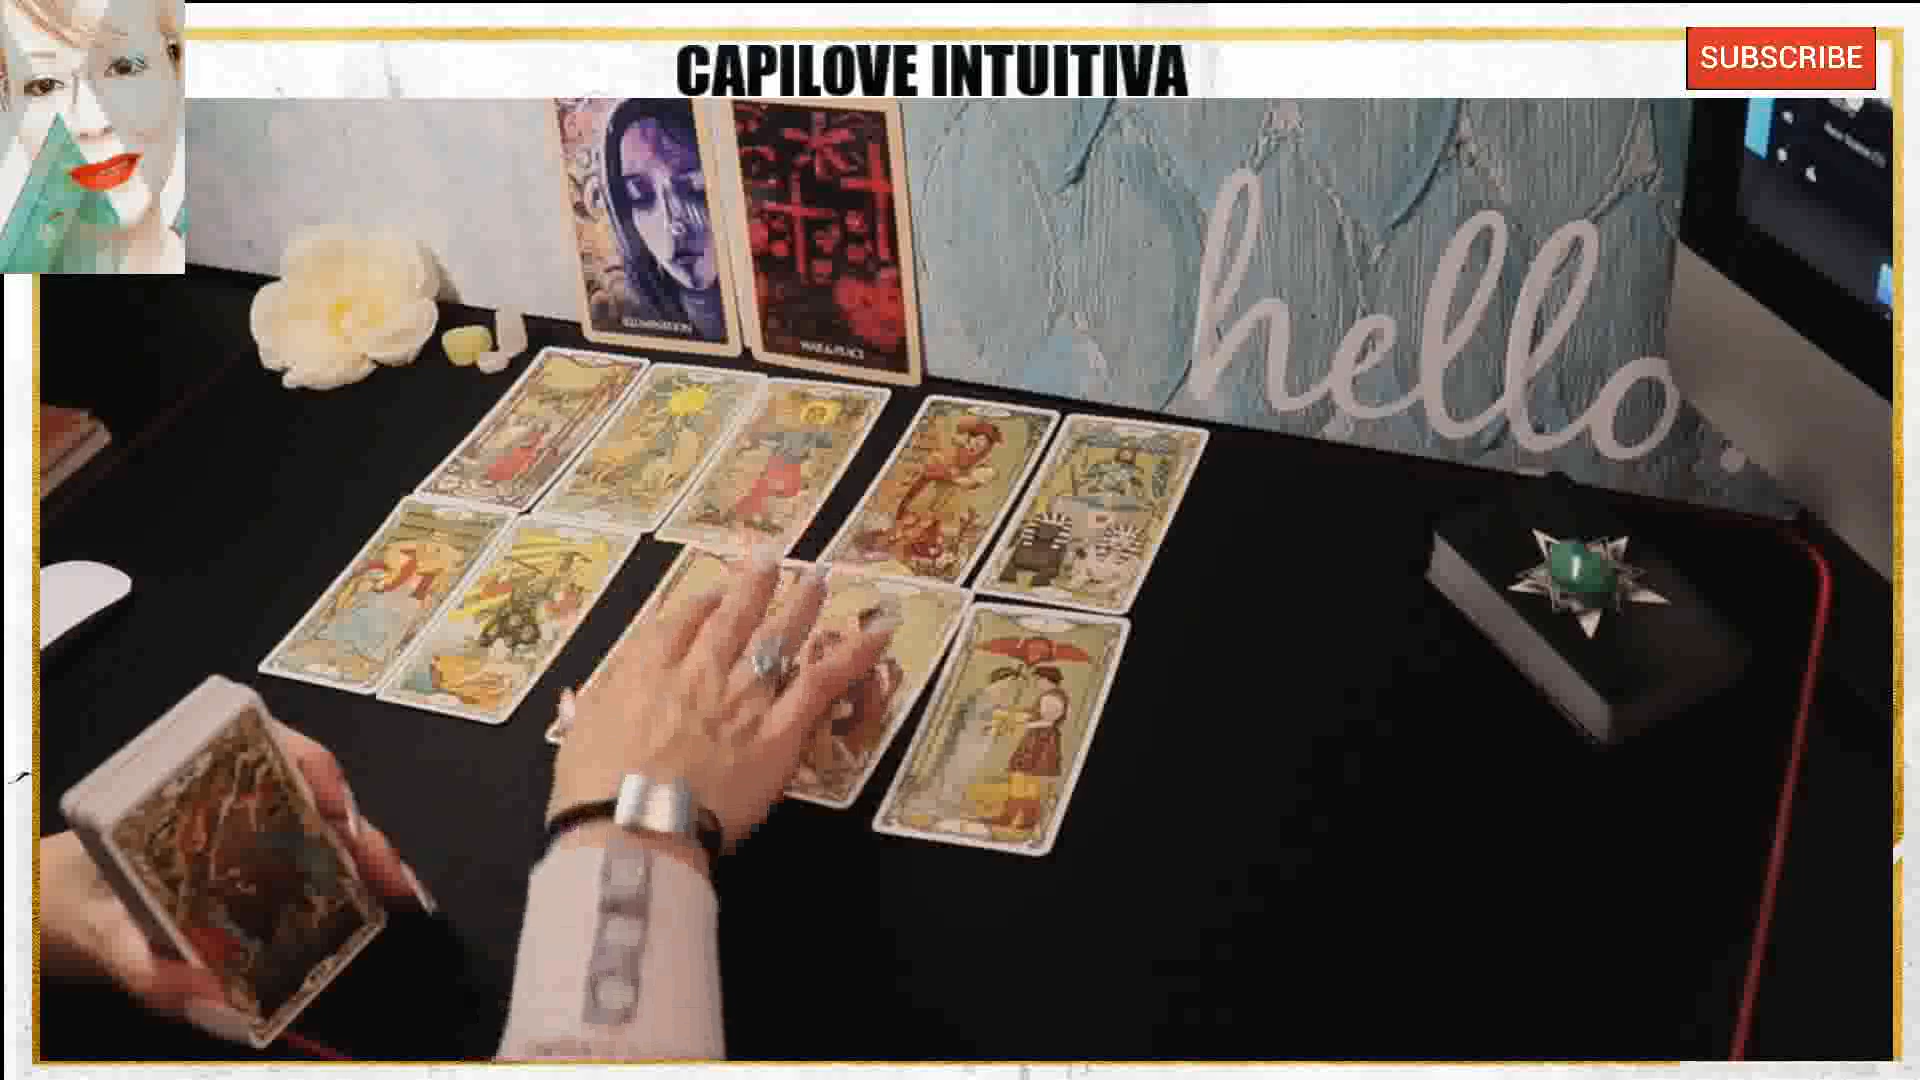 CAPILOVE INTUITIVA
SUBSCRIBE
ILLUMINATION
WAR & PEACE
hello.